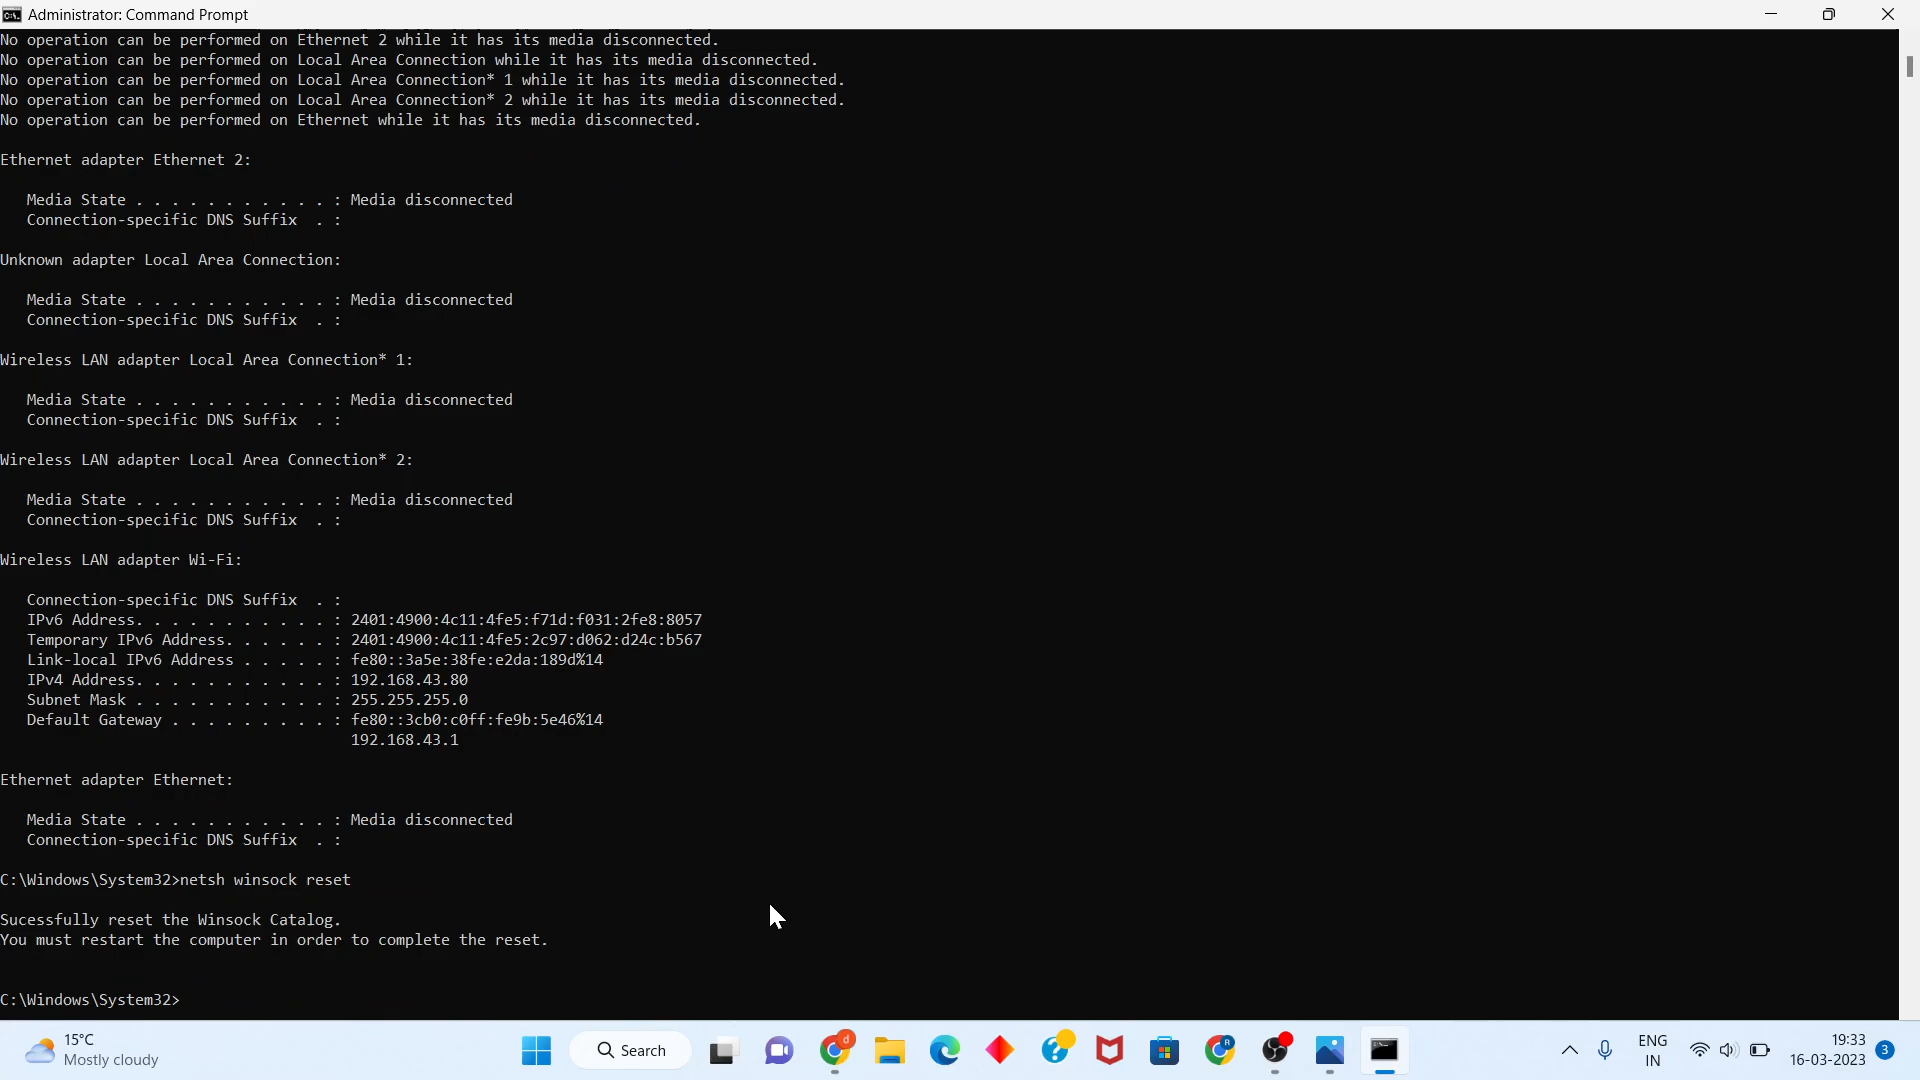 Administrator: Command Prompt
No operation can be performed on Ethernet 2 while it has its media disconnected.
No operation can be performed on Local Area Connection while it has its media disconnected.
No operation can be performed on Local Area Connection* 1 while it has its media disconnected.
No operation can be performed on Local Area Connection* 2 while it has its media disconnected.
No operation can be performed on Ethernet while it has its media disconnected.
Ethernet adapter Ethernet 2:
Media State . . . . . . . . . . . : Media disconnected
Connection-specific DNS Suffix . :
Unknown adapter Local Area Connection:
Media State . . . . . . . . . . . : Media disconnected
Connection-specific DNS Suffix . :
Wireless LAN adapter Local Area Connection* 1:
Media State . . . . . . . . . . . : Media disconnected
Connection-specific DNS Suffix . :
Wireless LAN adapter Local Area Connection* 2:
Media State . . . . . . . . . . . : Media disconnected
Connection-specific DNS Suffix . :
Wireless LAN adapter Wi-Fi:
Connection-specific DNS Suffix . :
IPv6 Address. . . . . . . . . . . : 2401:4900:4c11:4fe5:f71d:f031:2fe8:8057
Temporary IPv6 Address. . . . . . : 2401:4900:4c11:4fe5:2c97:d062:d24c:b567
Link-local IPv6 Address . . . . . : fe80::3a5e:38fe:e2da:189d%14
IPv4 Address. . . . . . . . . . . : 192.168.43.80
Subnet Mask . . . . . . . . . . . : 255.255.255.0
Default Gateway . . . . . . . . . : fe80::3cb0:c0ff:fe9b:5e46%14
192.168.43.1
Ethernet adapter Ethernet:
Media State . . . . . . . . . . . : Media disconnected
Connection-specific DNS Suffix . :
C:\Windows\System32>netsh winsock reset
Sucessfully reset the Winsock Catalog.
You must restart the computer in order to complete the reset.
C:\Windows\System32>
15°C
Mostly cloudy
Search
d
R
ENG
IN
19:33
16-03-2023
3